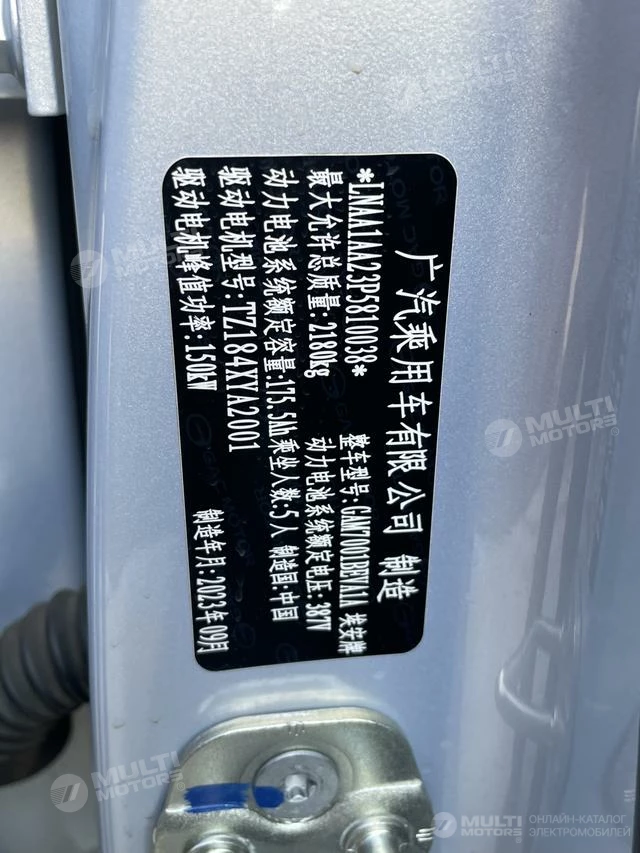 广汽乘用车有限公司 制造
*LNAA1AA23P5810038* 整车型号:GAM7001BEVA1A 埃安牌
最大允许总质量:2180kg 动力电池系统额定电压:387V
动力电池系统额定容量:175.5Ah 乘坐人数:5人 制造国:中国
驱动电机型号:TZ184XYA2001
驱动电机峰值功率:150kW 制造年月:2023年09月
MULTI
MOTORS
MULTI
MOTORS
MULTI
MOTORS
MULTI
MOTORS
MULTI
MOTORS
ОНЛАЙН-КАТАЛОГ
ЭЛЕКТРОМОБИЛЕЙ